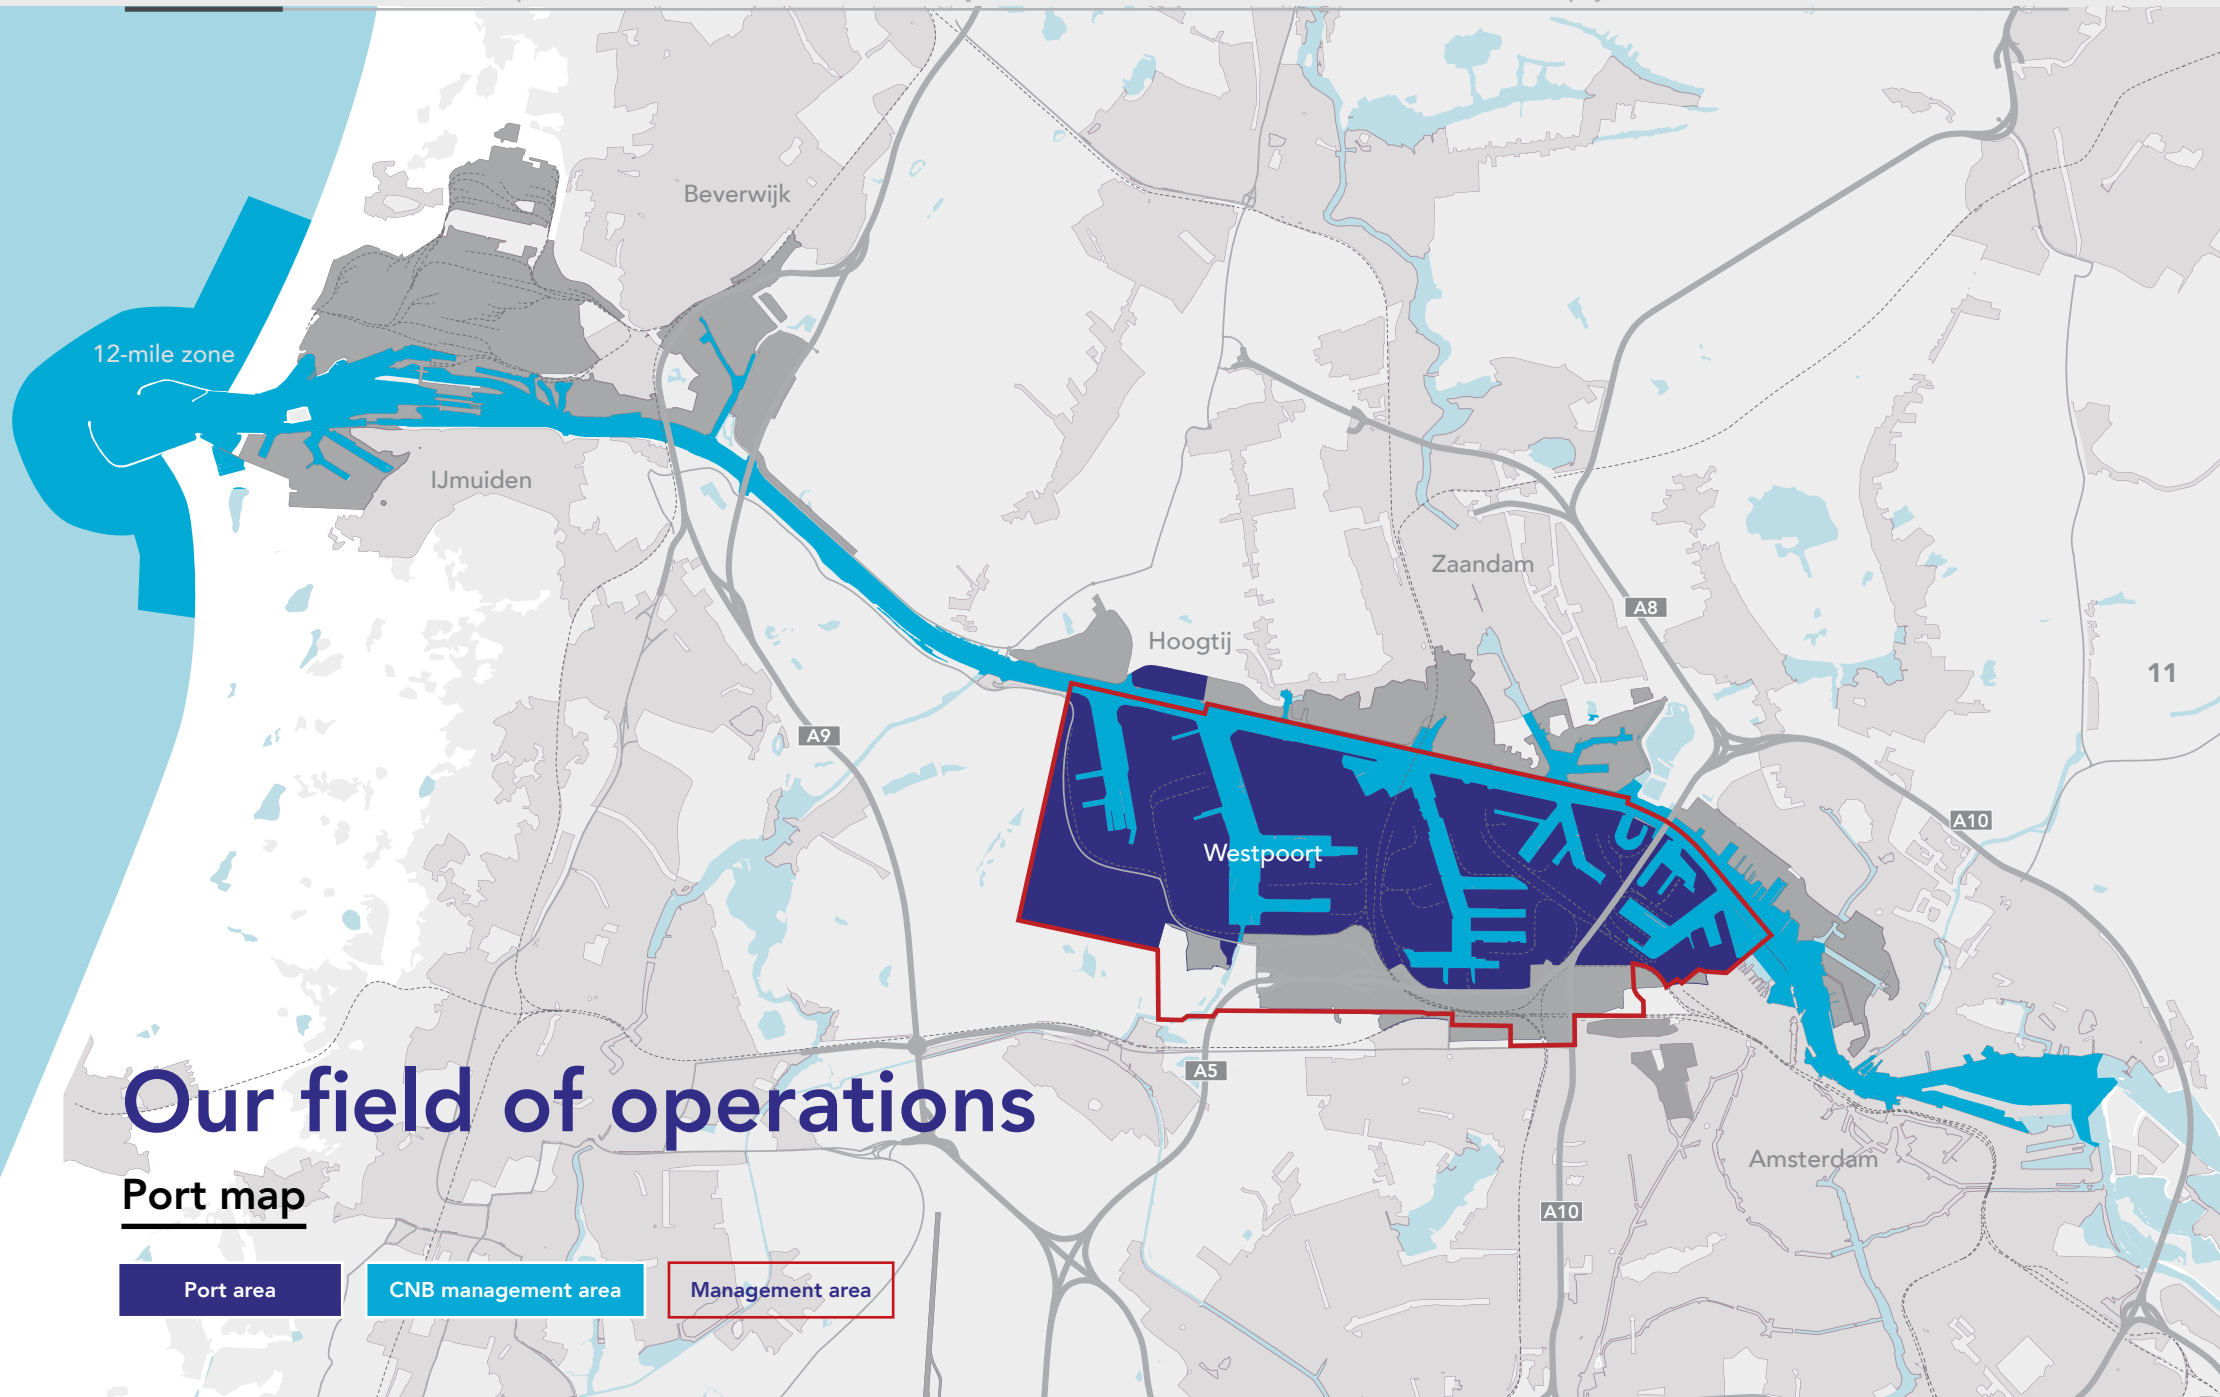 Beverwijk
12-mile zone
IJmuiden
Zaandam
A8
Hoogtij
11
A9
A10
Westpoort
A5
Our field of operations
Amsterdam
Port map
A10
Port area
CNB management area
Management area